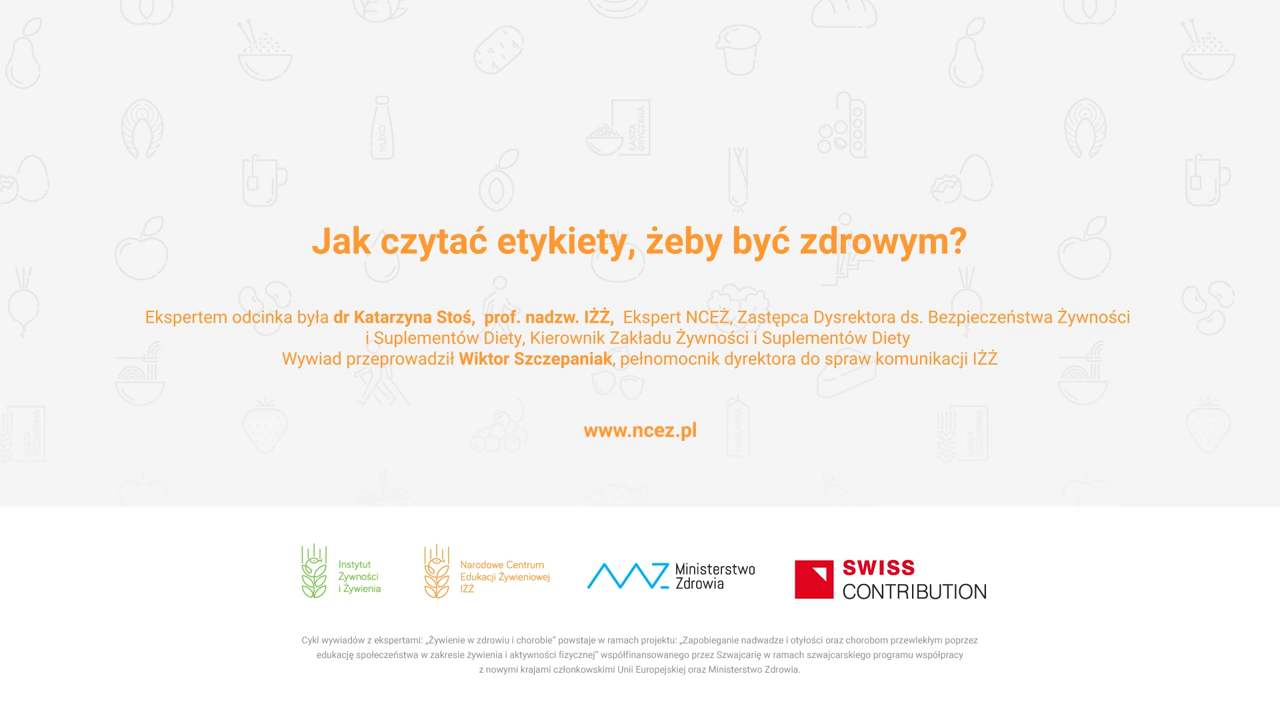 Jak czytać etykiety, żeby być zdrowym?
Ekspertem odcinka była dr Katarzyna Stoś, prof. nadzw. IŻŻ, Ekspert NCEŻ, Zastępca Dysrektora ds. Bezpieczeństwa Żywności
i Suplementów Diety, Kierownik Zakładu Żywności i Suplementów Diety
Wywiad przeprowadził Wiktor Szczepaniak, pełnomocnik dyrektora do spraw komunikacji IŻŻ
www.ncez.pl
Instytut
Żywności
i Żywienia
Narodowe Centrum
Edukacji Żywieniowej
IŻŻ
Ministerstwo
Zdrowia
SWISS
CONTRIBUTION
Cykl wywiadów z ekspertami: „Żywienie w zdrowiu i chorobie” powstaje w ramach projektu: „Zapobieganie nadwadze i otyłości oraz chorobom przewlekłym poprzez
edukację społeczeństwa w zakresie żywienia i aktywności fizycznej” współfinansowanego przez Szwajcarię w ramach szwajcarskiego programu współpracy
z nowymi krajami członkowskimi Unii Europejskiej oraz Ministerstwo Zdrowia.
MLEKO
KASZA
GRYCZANA